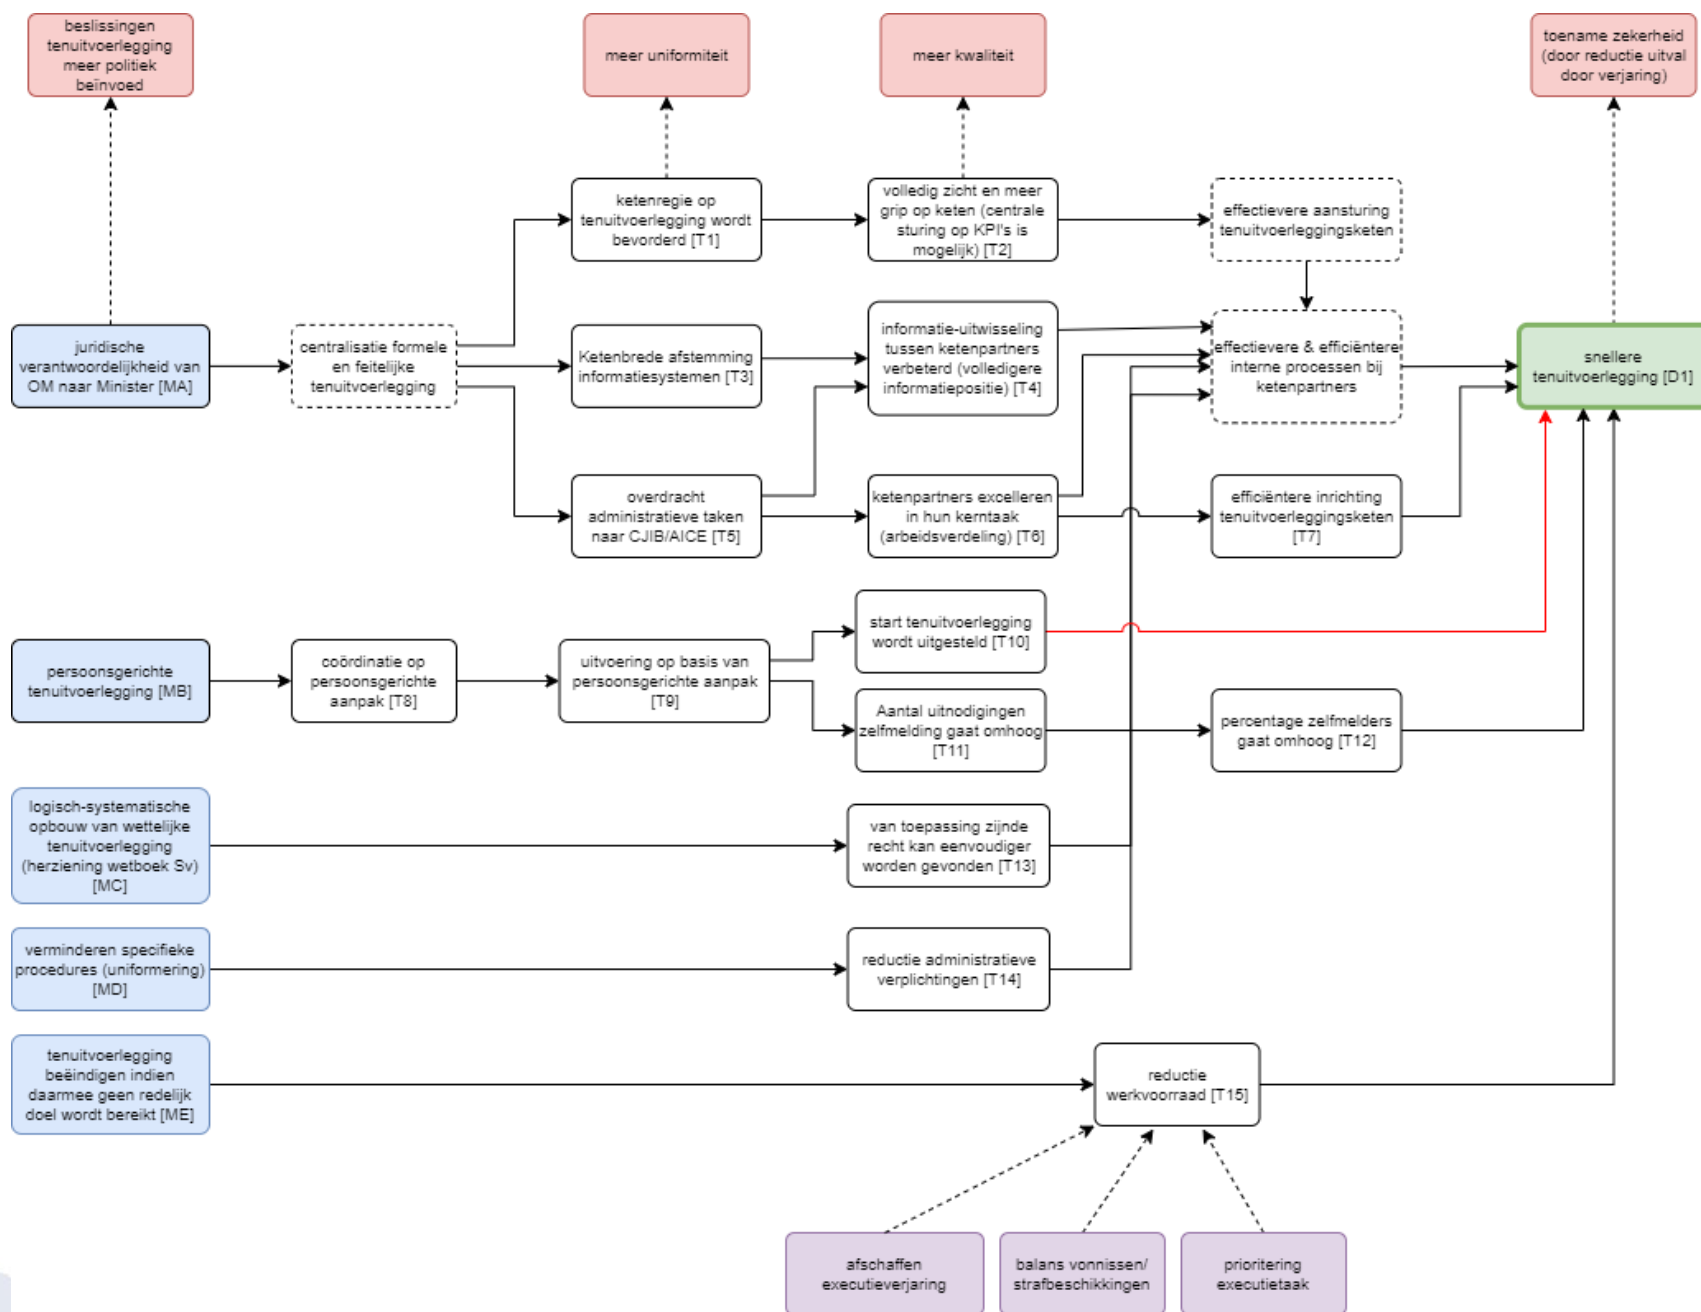 beslissingen
tenuitvoerlegging
meer politiek
beïnvoed
meer uniformiteit
meer kwaliteit
toename zekerheid
(door reductie uitval
door verjaring)
ketenregie op
tenuitvoerlegging wordt
bevorderd [T1]
volledig zicht en meer
grip op keten (centrale
sturing op KPI's is
mogelijk) [T2]
effectievere aansturing
tenuitvoerleggingsketen
juridische
verantwoordelijkheid van
OM naar Minister [MA]
centralisatie formele
en feitelijke
tenuitvoerlegging
Ketenbrede afstemming
informatiesystemen [T3]
informatie-uitwisseling
tussen ketenpartners
verbeterd (volledigere
informatiepositie) [T4]
effectievere & efficiëntere
interne processen bij
ketenpartners
snellere
tenuitvoerlegging [D1]
overdracht
administratieve taken
naar CJIB/AICE [T5]
ketenpartners excelleren
in hun kerntaak
(arbeidsverdeling) [T6]
efficiëntere inrichting
tenuitvoerleggingsketen
[T7]
start tenuitvoerlegging
wordt uitgesteld [T10]
persoonsgerichte
tenuitvoerlegging [MB]
coördinatie op
persoonsgerichte
aanpak [T8]
uitvoering op basis van
persoonsgerichte aanpak
[T9]
Aantal uitnodigingen
zelfmelding gaat omhoog
[T11]
percentage zelfmelders
gaat omhoog [T12]
logisch-systematische
opbouw van wettelijke
tenuitvoerlegging
(herziening wetboek Sv)
[MC]
van toepassing zijnde
recht kan eenvoudiger
worden gevonden [T13]
verminderen specifieke
procedures (uniformering)
[MD]
reductie administratieve
verplichtingen [T14]
tenuitvoerlegging
beëindigen indien
daarmee geen redelijk
doel wordt bereikt [ME]
reductie
werkvoorraad [T15]
afschaffen
executieverjaring
balans vonnissen/
strafbeschikkingen
prioritering
executietaak